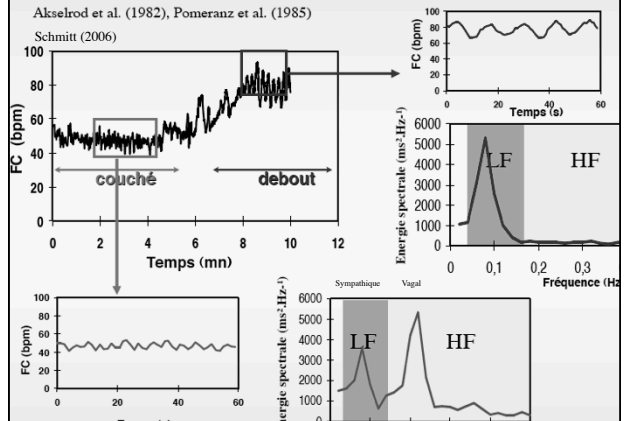 Akselrod et al. (1982), Pomeranz et al. (1985)
Schmitt (2006)
FC (bpm)
100
80
60
40
20
0
couché
debout
0 2 4 6 8 10 12
Temps (mn)
FC (bpm)
100
80
60
40
20
0
0 20 40 60
Temps (s)
Energie spectrale (ms².Hz-¹)
6000
5000
4000
3000
2000
1000
0
LF HF
0 0,1 0,2 0,3
Fréquence (Hz
FC (bpm)
100
80
60
40
20
0
0 20 40 60
Sympathique Vagal
nergie spectrale (ms².Hz-¹)
6000
5000
4000
3000
2000
1000
LF HF